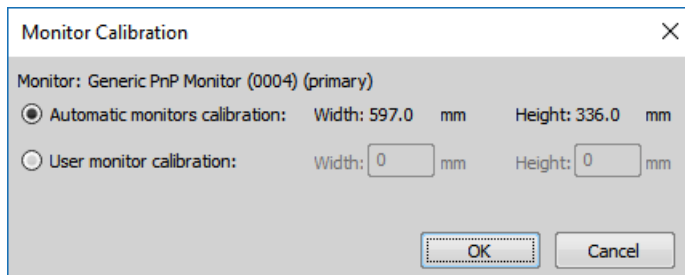 Monitor Calibration
Monitor: Generic PnP Monitor (0004) (primary)
Automatic monitors calibration: Width: 597.0 mm Height: 336.0 mm
User monitor calibration: Width: 0 mm Height: 0 mm
OK Cancel